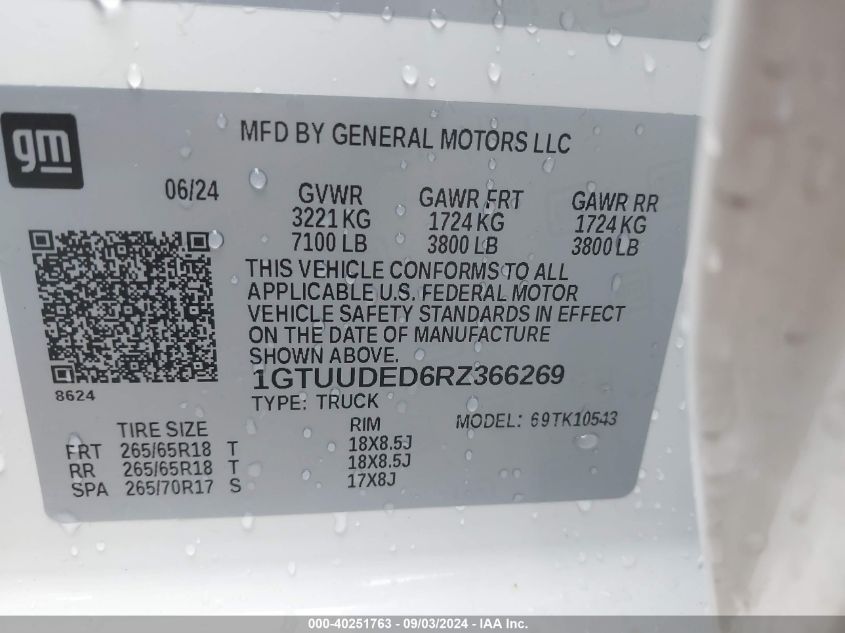 gm
MFD BY GENERAL MOTORS LLC
06/24 GVWR GAWR FRT GAWR RR
3221 KG 1724 KG 1724 KG
7100 LB 3800 LB 3800 LB
THIS VEHICLE CONFORMS TO ALL
APPLICABLE U.S. FEDERAL MOTOR
VEHICLE SAFETY STANDARDS IN EFFECT
ON THE DATE OF MANUFACTURE
SHOWN ABOVE.
1GTUUDED6RZ366269
8624
TYPE: TRUCK MODEL: 69TK10543
TIRE SIZE RIM
FRT 265/65R18 T 18X8.5J
RR 265/65R18 T 18X8.5J
SPA 265/70R17 S 17X8J
000-40251763 - 09/03/2024 - IAA Inc.